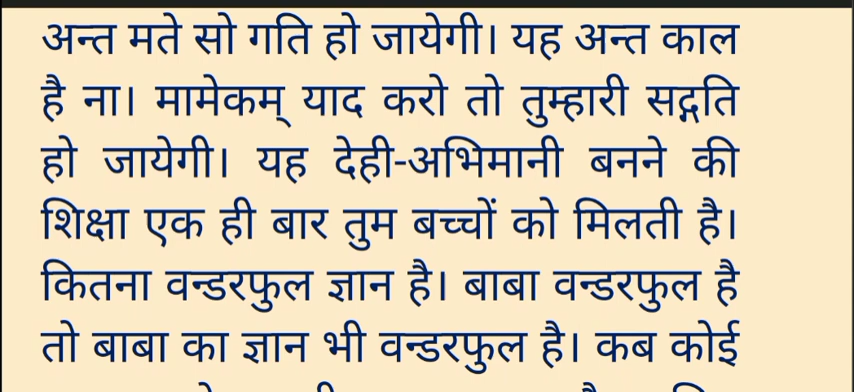 अन्त मते सो गति हो जायेगी। यह अन्त काल
है ना। मामेकम् याद करो तो तुम्हारी सद्गति
हो जायेगी। यह देही-अभिमानी बनने की
शिक्षा एक ही बार तुम बच्चों को मिलती है।
कितना वन्डरफुल ज्ञान है। बाबा वन्डरफुल है
तो बाबा का ज्ञान भी वन्डरफुल है। कब कोई